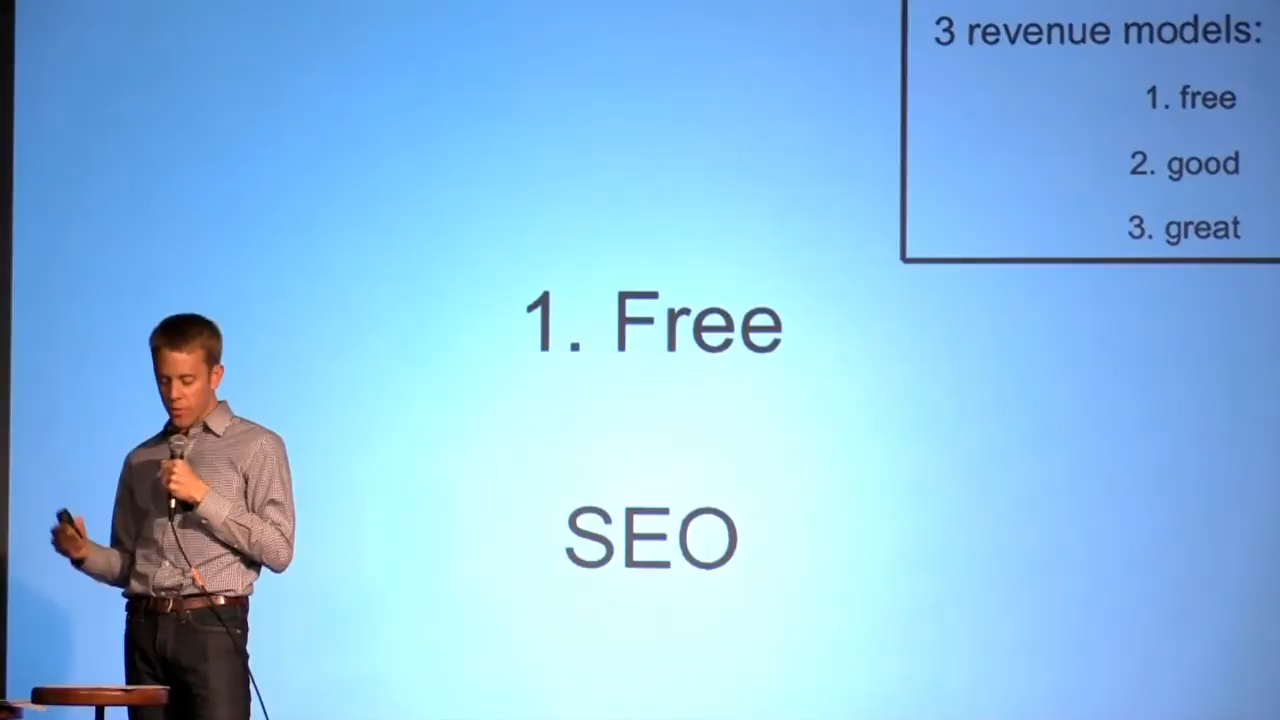 3 revenue models:
1. free
2. good
3. great
1. Free
SEO